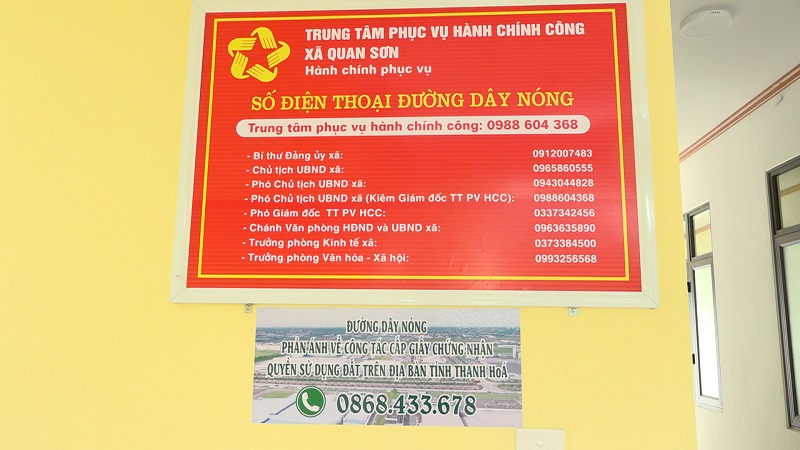 TRUNG TÂM PHỤC VỤ HÀNH CHÍNH CÔNG
XÃ QUAN SƠN
Hành chính phục vụ
SỐ ĐIỆN THOẠI ĐƯỜNG DÂY NÓNG
Trung tâm phục vụ hành chính công: 0988 604 368
- Bí thư Đảng ủy xã: 0912007483
- Chủ tịch UBND xã: 0965860555
- Phó Chủ tịch UBND xã: 0943044828
- Phó Chủ tịch UBND xã (Kiêm Giám đốc TT PV HCC): 0988604368
- Phó Giám đốc TT PV HCC: 0337342456
- Chánh Văn phòng HĐND và UBND xã: 0963635890
- Trưởng phòng Kinh tế xã: 0373384500
- Trưởng phòng Văn hóa - Xã hội: 0993256568
ĐƯỜNG DÂY NÓNG
PHẢN ÁNH VỀ CÔNG TÁC CẤP GIẤY CHỨNG NHẬN
QUYỀN SỬ DỤNG ĐẤT TRÊN ĐỊA BÀN TỈNH THANH HoÁ
0868.433.678